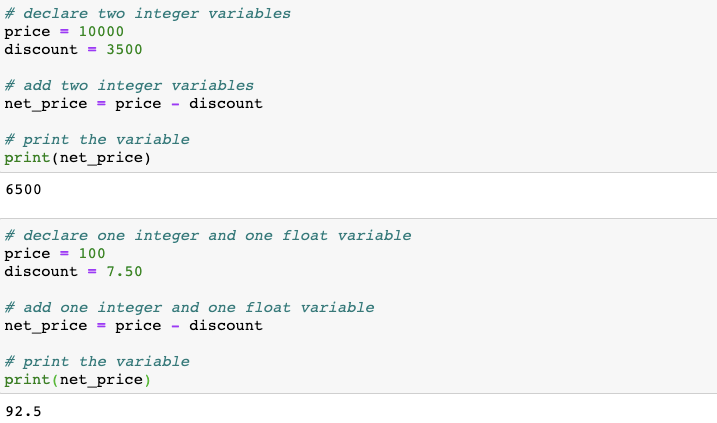 # declare two integer variables
price = 10000
discount = 3500
# add two integer variables
net_price = price - discount
# print the variable
print(net_price)
6500
# declare one integer and one float variable
price = 100
discount = 7.50
# add one integer and one float variable
net_price = price - discount
# print the variable
print(net_price)
92.5